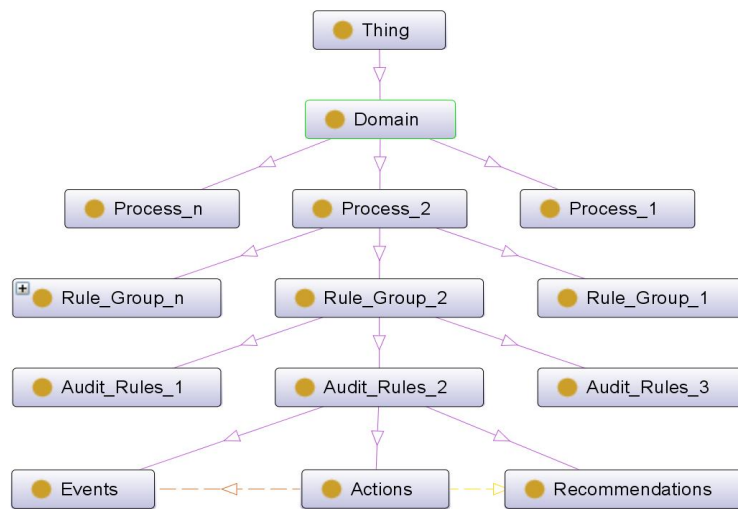 Thing
Domain
Process_n
Process_2
Process_1
Rule_Group_n
Rule_Group_2
Rule_Group_1
Audit_Rules_1
Audit_Rules_2
Audit_Rules_3
Events
Actions
Recommendations